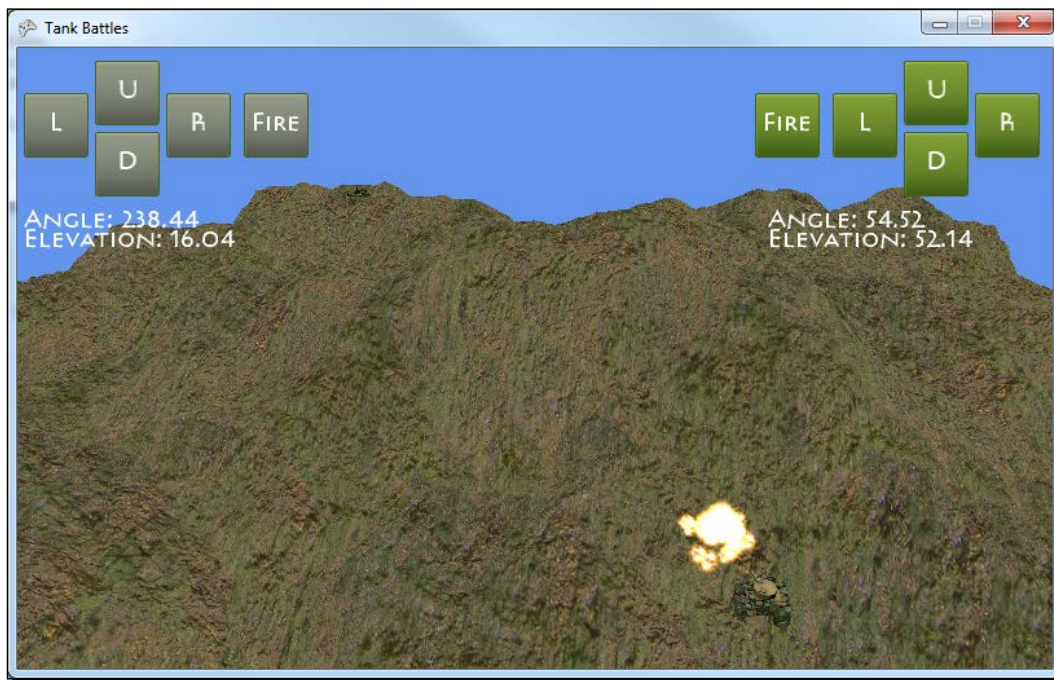 Tank Battles
U
L
R
FIRE
D
ANGLE: 238.44
ELEVATION: 16.04
U
FIRE
L
R
D
ANGLE: 54.52
ELEVATION: 52.14